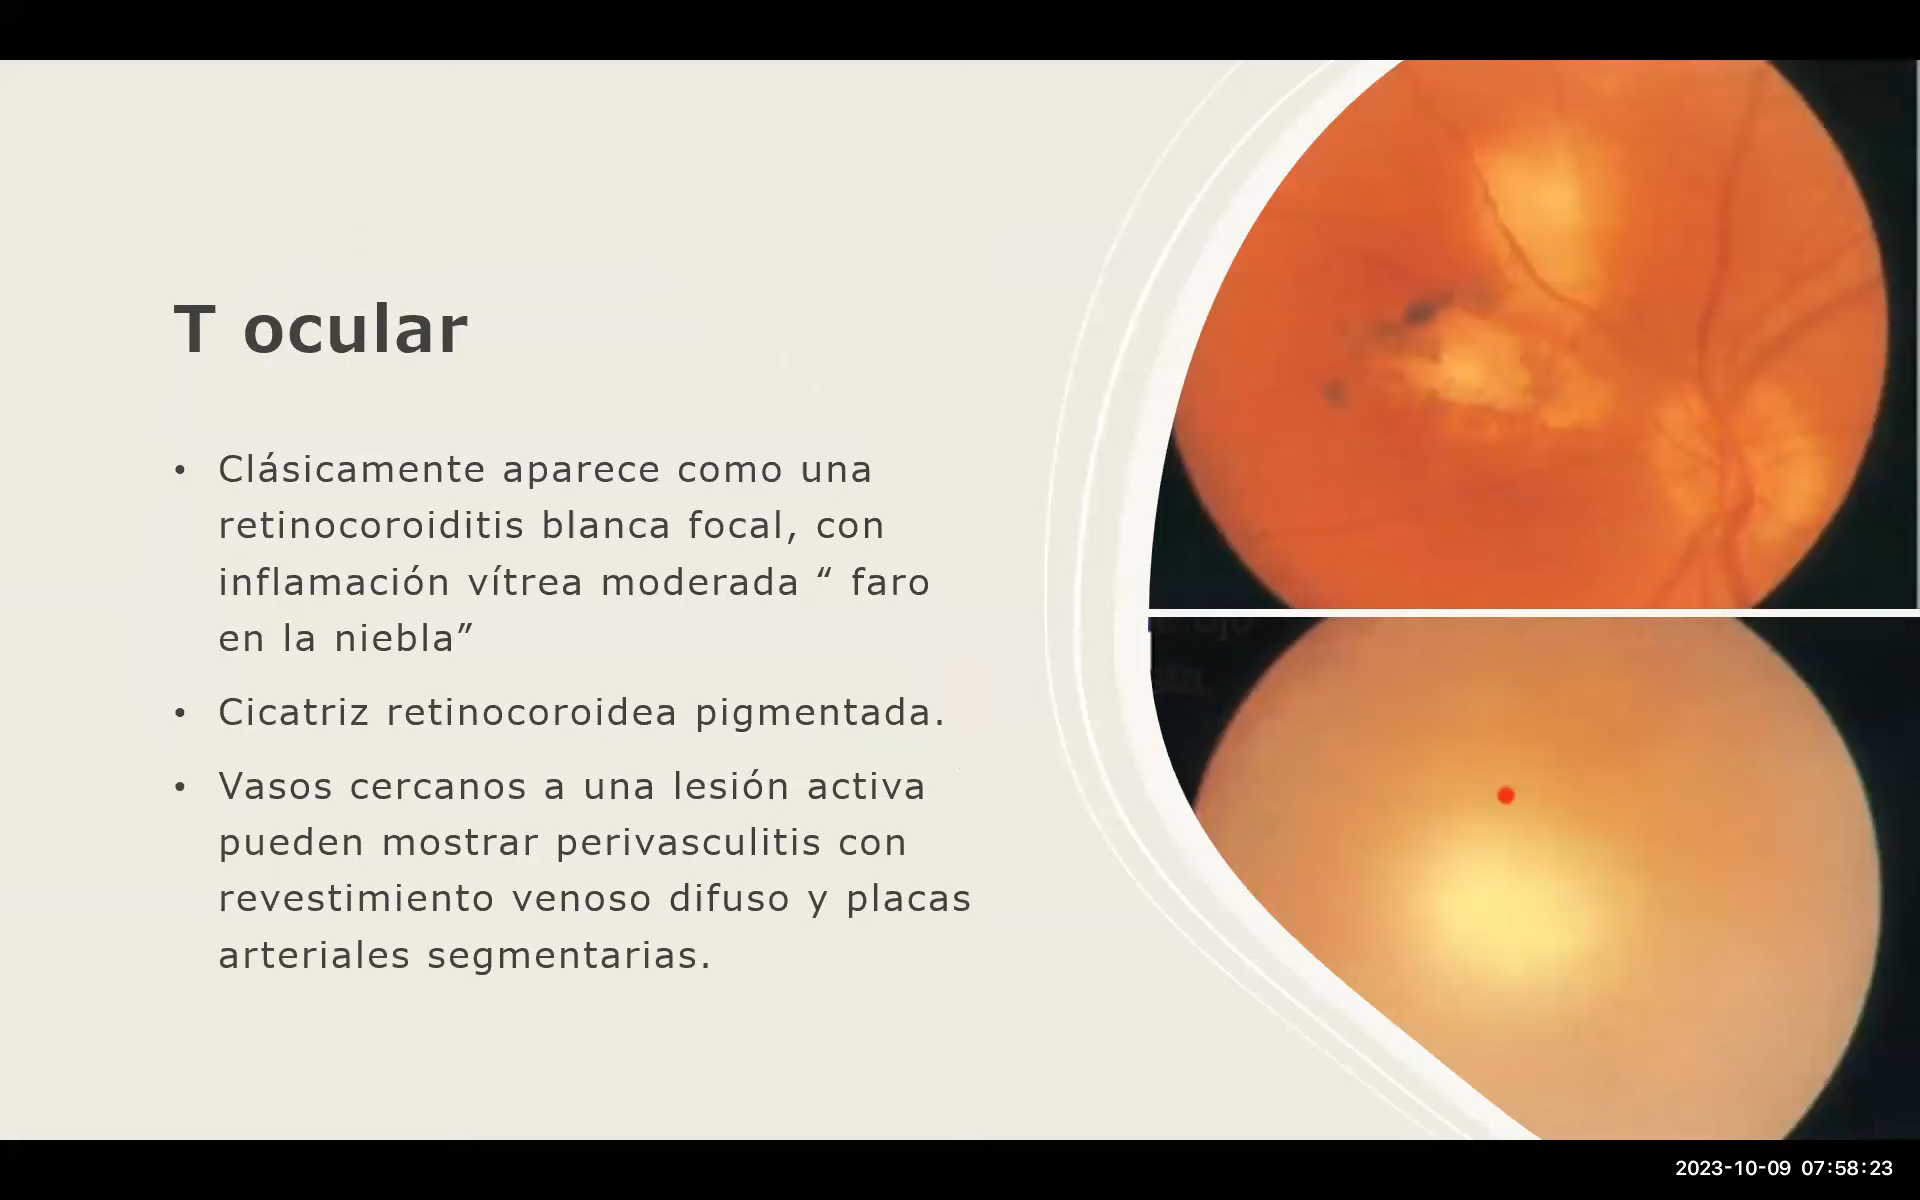 T ocular
• Clásicamente aparece como una
retinocoroiditis blanca focal, con
inflamación vítrea moderada “ faro
en la niebla”
• Cicatriz retinocoroidea pigmentada.
• Vasos cercanos a una lesión activa
pueden mostrar perivasculitis con
revestimiento venoso difuso y placas
arteriales segmentarias.
2023-10-09 07:58:23